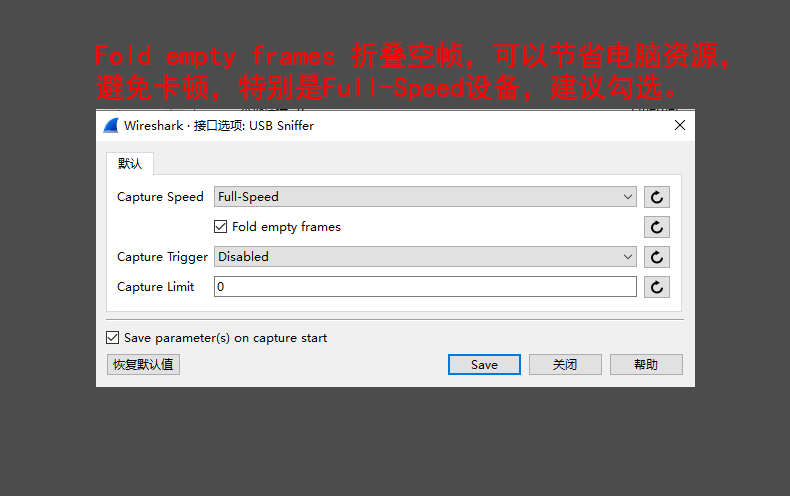 Fold empty frames 折叠空帧，可以节省电脑资源，
避免卡顿，特别是Full-Speed设备，建议勾选。
Wireshark · 接口选项: USB Sniffer
默认
Capture Speed Full-Speed
Fold empty frames
Capture Trigger Disabled
Capture Limit 0
Save parameter(s) on capture start
恢复默认值 Save 关闭 帮助